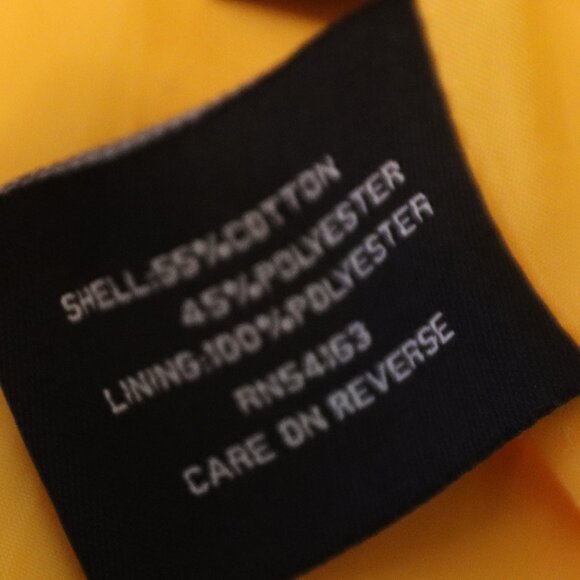 SHELL:55%COTTON
45%POLYESTER
LINING:100%POLYESTER
RN54163
CARE ON REVERSE